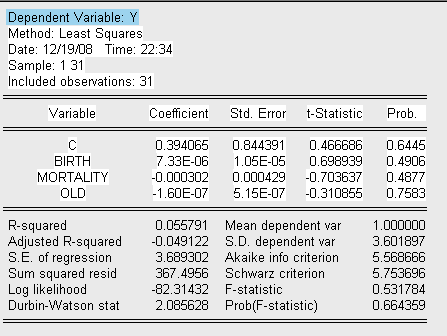 Dependent Variable: Y
Method: Least Squares
Date: 12/19/08 Time: 22:34
Sample: 1 31
Included observations: 31
Variable Coefficient Std. Error t-Statistic Prob.
C 0.394065 0.844391 0.466686 0.6445
BIRTH 7.33E-06 1.05E-05 0.698939 0.4906
MORTALITY -0.000302 0.000429 -0.703637 0.4877
OLD -1.60E-07 5.15E-07 -0.310855 0.7583
R-squared 0.055791 Mean dependent var 1.000000
Adjusted R-squared -0.049122 S.D. dependent var 3.601897
S.E. of regression 3.689302 Akaike info criterion 5.568666
Sum squared resid 367.4956 Schwarz criterion 5.753696
Log likelihood -82.31432 F-statistic 0.531784
Durbin-Watson stat 2.085628 Prob(F-statistic) 0.664359